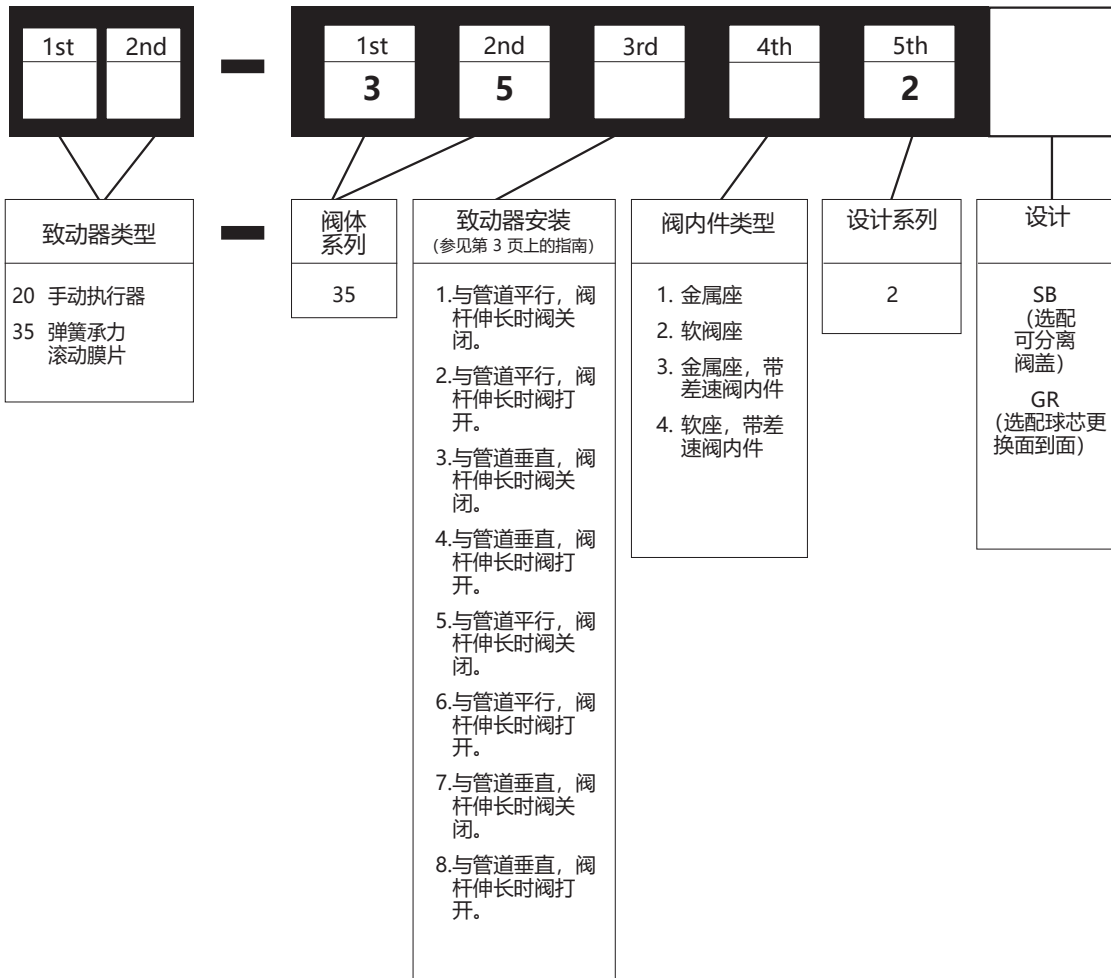 1st 2nd 1st 2nd 3rd 4th 5th
3 5 2
致动器类型
20 手动执行器
35 弹簧承力
滚动膜片
阀体
系列
35
致动器安装
(参见第 3 页上的指南)
1.与管道平行，阀
杆伸长时阀关
闭。
2.与管道平行，阀
杆伸长时阀打
开。
3.与管道垂直，阀
杆伸长时阀关
闭。
4.与管道垂直，阀
杆伸长时阀打
开。
5.与管道平行，阀
杆伸长时阀关
闭。
6.与管道平行，阀
杆伸长时阀打
开。
7.与管道垂直，阀
杆伸长时阀关
闭。
8.与管道垂直，阀
杆伸长时阀打
开。
阀内件类型
1. 金属座
2. 软阀座
3. 金属座，带
差速阀内件
4. 软座，带差
速阀内件
设计系列
2
设计
SB
（选配
可分离
阀盖）
GR
（选配球芯更
换面到面）